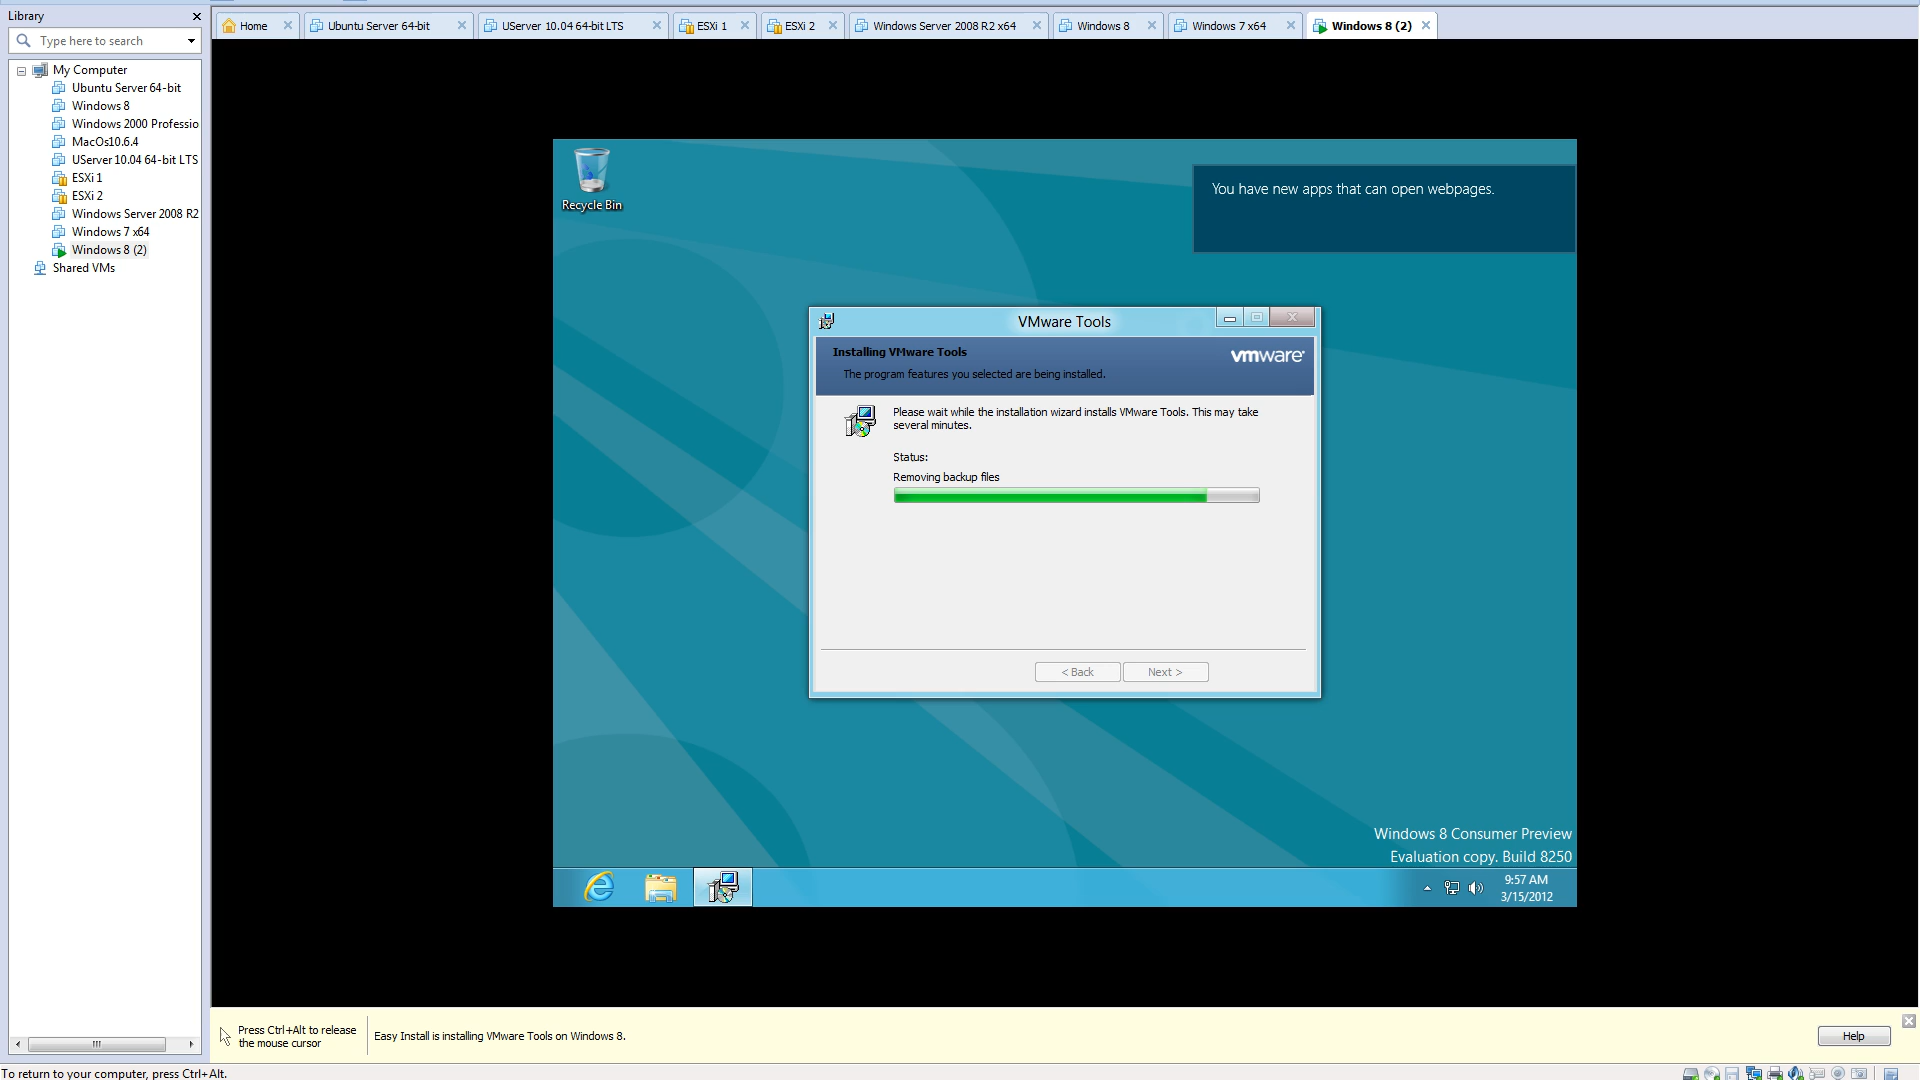 Library
Type here to search
My Computer
Ubuntu Server 64-bit
Windows 8
Windows 2000 Professio
MacOs10.6.4
UServer 10.04 64-bit LTS
ESXi 1
ESXi 2
Windows Server 2008 R2
Windows 7 x64
Windows 8 (2)
Shared VMs
Home
Ubuntu Server 64-bit
UServer 10.04 64-bit LTS
ESXi 1
ESXi 2
Windows Server 2008 R2 x64
Windows 8
Windows 7 x64
Windows 8 (2)
Recycle Bin
You have new apps that can open webpages.
VMware Tools
Installing VMware Tools
vmware
The program features you selected are being installed.
Please wait while the installation wizard installs VMware Tools. This may take
several minutes.
Status:
Removing backup files
< Back
Next >
Windows 8 Consumer Preview
Evaluation copy. Build 8250
9:57 AM
3/15/2012
Press Ctrl+Alt to release
the mouse cursor
Easy Install is installing VMware Tools on Windows 8.
Help
To return to your computer, press Ctrl+Alt.